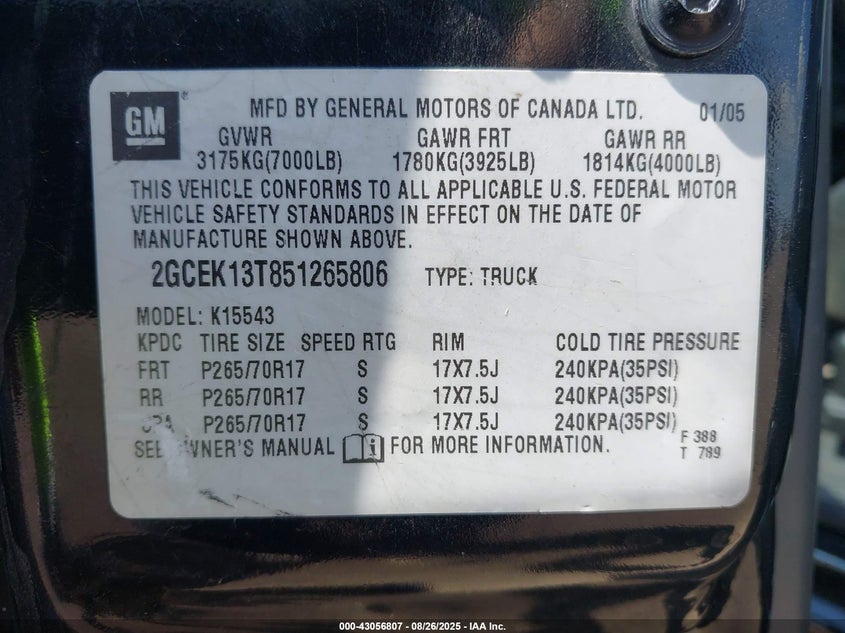 GM
MFD BY GENERAL MOTORS OF CANADA LTD. 01/05
GVWR GAWR FRT GAWR RR
3175KG(7000LB) 1780KG(3925LB) 1814KG(4000LB)
THIS VEHICLE CONFORMS TO ALL APPLICABLE U.S. FEDERAL MOTOR
VEHICLE SAFETY STANDARDS IN EFFECT ON THE DATE OF
MANUFACTURE SHOWN ABOVE.
2GCEK13T851265806 TYPE: TRUCK
MODEL: K15543
KPDC TIRE SIZE SPEED RTG RIM COLD TIRE PRESSURE
FRT P265/70R17 S 17X7.5J 240KPA(35PSI)
RR P265/70R17 S 17X7.5J 240KPA(35PSI)
P265/70R17 S 17X7.5J 240KPA(35PSI)
SEE OWNER'S MANUAL FOR MORE INFORMATION.
F 388
T 789
000-43056807 - 08/26/2025 - IAA Inc.